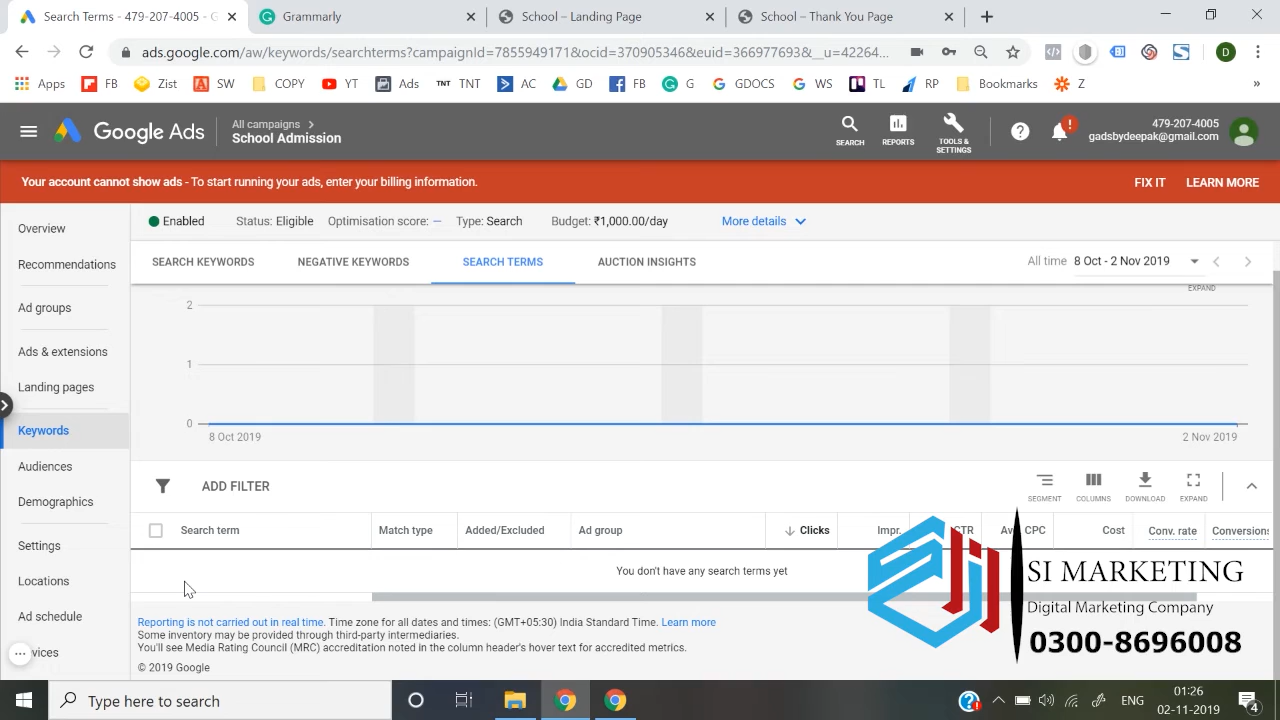 Search Terms - 479-207-4005 - G
Grammarly
School – Landing Page
School – Thank You Page
ads.google.com/aw/keywords/searchterms?campaignId=7855949171&ocid=370905346&euid=366977693&__u=42264...
D
Apps FB Zist SW COPY YT Ads TNT TNT AC GD FB G GDOCS WS TL RP Bookmarks Z »
Google Ads
All campaigns
School Admission
SEARCH
REPORTS
TOOLS & SETTINGS
479-207-4005
gadsbydeepak@gmail.com
Your account cannot show ads - To start running your ads, enter your billing information.
FIX IT LEARN MORE
Overview
Recommendations
Ad groups
Ads & extensions
Landing pages
Keywords
Audiences
Demographics
Settings
Locations
Ad schedule
Enabled Status: Eligible Optimisation score: – Type: Search Budget: ₹1,000.00/day More details
SEARCH KEYWORDS NEGATIVE KEYWORDS SEARCH TERMS AUCTION INSIGHTS
All time 8 Oct - 2 Nov 2019
EXPAND
2
1
0
8 Oct 2019 2 Nov 2019
ADD FILTER
SEGMENT COLUMNS DOWNLOAD EXPAND
Search term Match type Added/Excluded Ad group Clicks Impr. CTR CPC Cost Conv. rate Conversions
You don't have any search terms yet
Reporting is not carried out in real time. Time zone for all dates and times: (GMT+05:30) India Standard Time. Learn more
Some inventory may be provided through third-party intermediaries.
You'll see Media Rating Council (MRC) accreditation noted in the column header's hover text for accredited metrics.
© 2019 Google
SI MARKETING
Digital Marketing Company
0300-8696008
Type here to search
ENG
01:26
02-11-2019
4